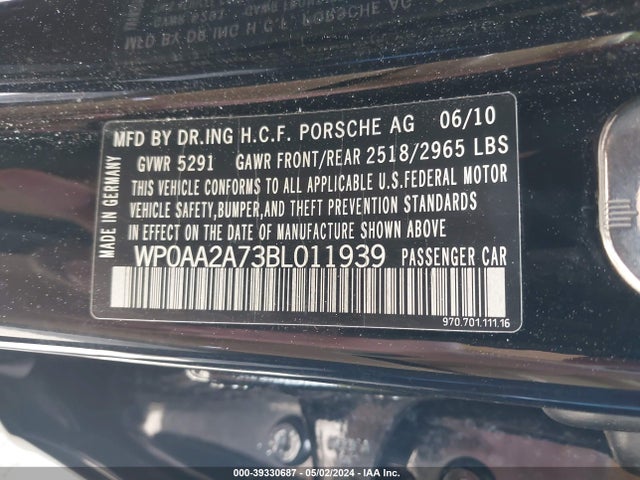 MFD BY DR.ING H.C.F. PORSCHE AG 06/10
GVWR 5291 GAWR FRONT/REAR 2518/2965 LBS
THIS VEHICLE CONFORMS TO ALL APPLICABLE U.S.FEDERAL MOTOR
VEHICLE SAFETY,BUMPER,AND THEFT PREVENTION STANDARDS
IN EFFECT ON THE DATE OF MANUFACTURE SHOWN ABOVE
WP0AA2A73BL011939 PASSENGER CAR
970.701.111.16
MADE IN GERMANY
000-39330687 - 05/02/2024 - IAA Inc.